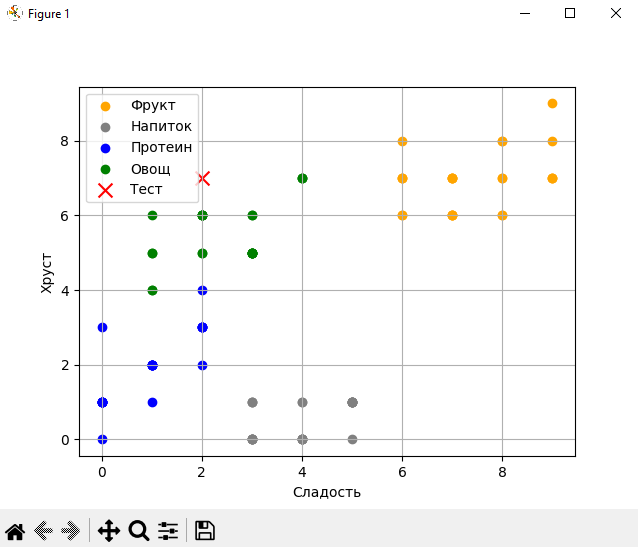 Figure 1
Фрукт
Напиток
Протеин
Овощ
Тест
8
6
4
2
0
Хруст
0 2 4 6 8
Сладость